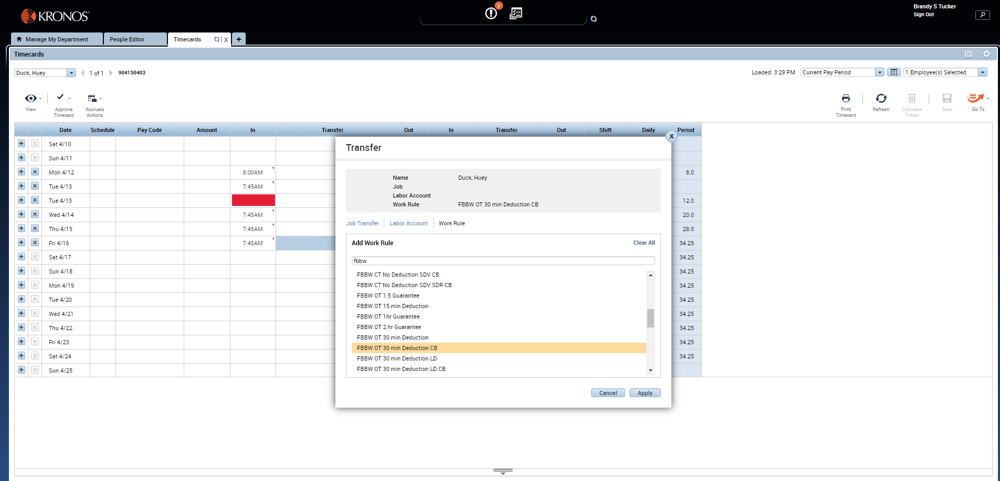 KRONOS
1
Brandy S Tucker
Sign Out
Manage My Department
People Editor
Timecards
X
+
Timecards
Duck, Huey
1 of 1
904150403
Loaded: 3:29 PM
Current Pay Period
1 Employee(s) Selected
View
Approve Timecard
Accruals Actions
Print Timecard
Refresh
Calculate Totals
Save
Go To
Date Schedule Pay Code Amount In Transfer Out In Transfer Out Shift Daily Period
Sat 4/10
Sun 4/11
Mon 4/12 8:00AM 8.0
Tue 4/13 7:45AM
Tue 4/13 12.0
Wed 4/14 7:45AM 20.0
Thu 4/15 7:45AM 28.0
Fri 4/16 7:45AM 34.25
Sat 4/17 34.25
Sun 4/18 34.25
Mon 4/19 34.25
Tue 4/20 34.25
Wed 4/21 34.25
Thu 4/22 34.25
Fri 4/23 34.25
Sat 4/24 34.25
Sun 4/25
X
Transfer
Name Duck, Huey
Job
Labor Account
Work Rule FBBW OT 30 min Deduction CB
Job Transfer Labor Account Work Rule
Add Work Rule Clear All
fbbw
FBBW CT No Deduction SDV CB
FBBW CT No Deduction SDV SDR CB
FBBW OT 1.5 Guarantee
FBBW OT 15 min Deduction
FBBW OT 1hr Guarantee
FBBW OT 2 hr Guarantee
FBBW OT 30 min Deduction
FBBW OT 30 min Deduction CB
FBBW OT 30 min Deduction LD
FBBW OT 30 min Deduction LD CB
Cancel Apply